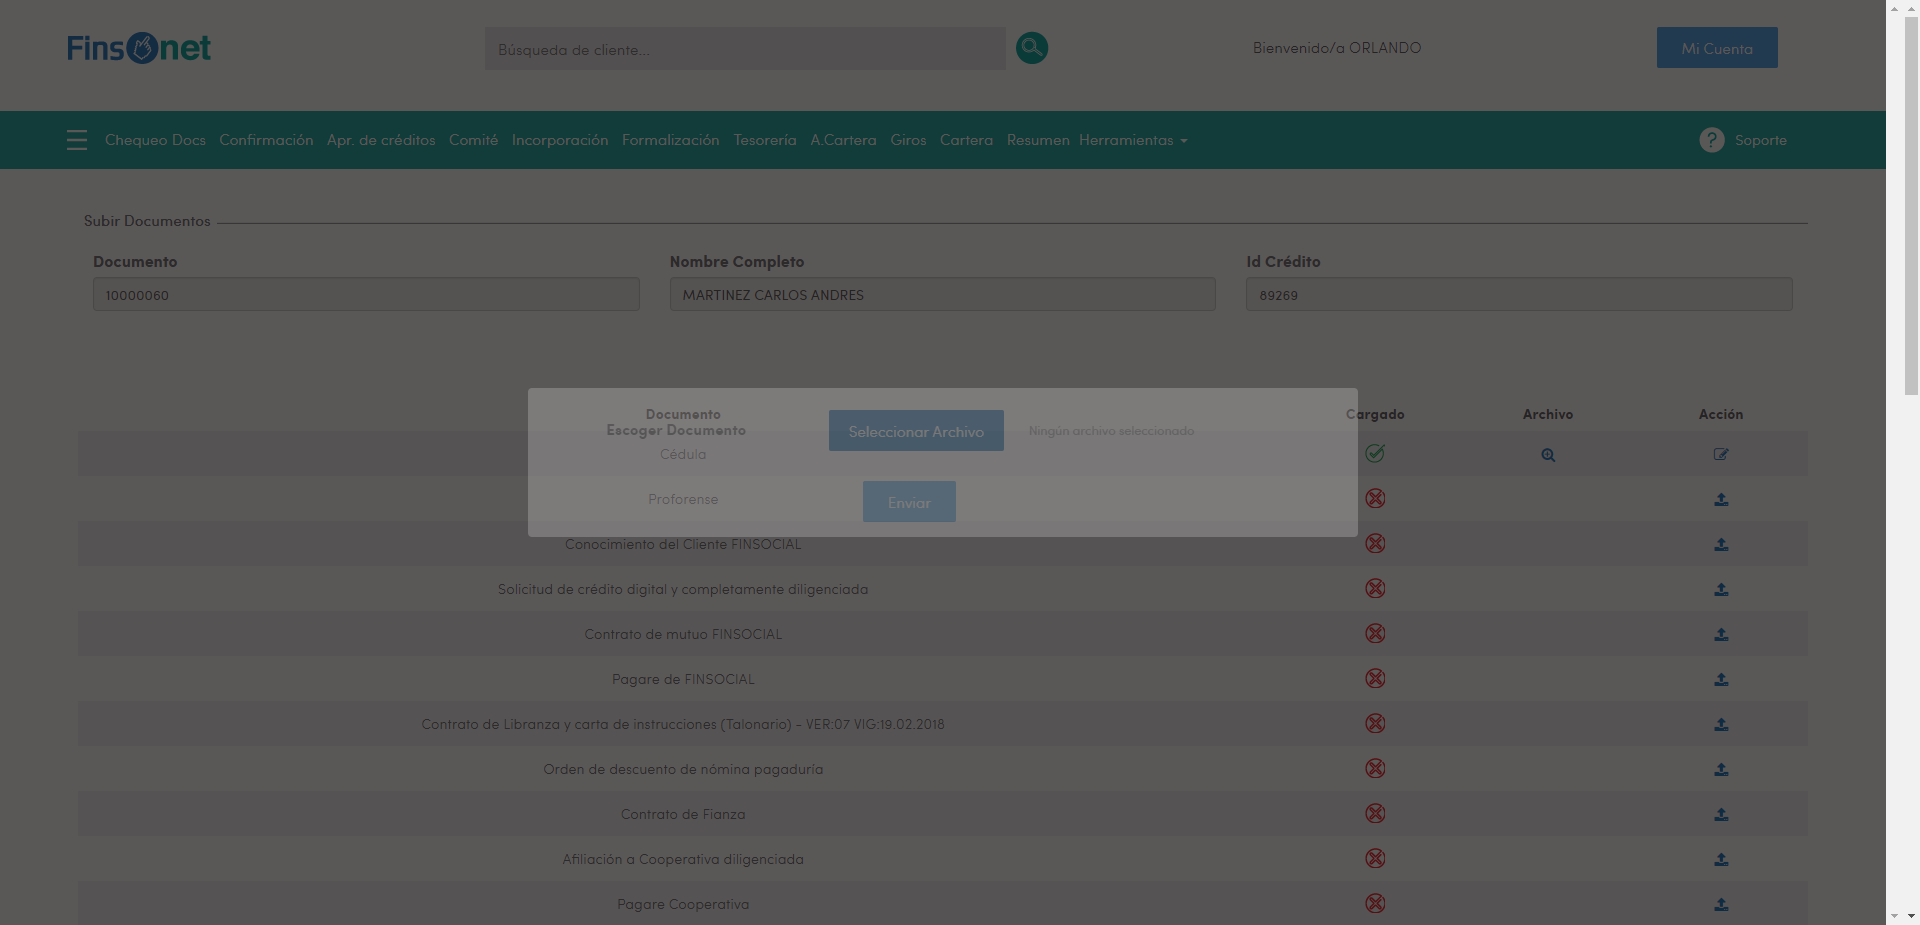 Finsonet
Búsqueda de cliente...
Bienvenido/a ORLANDO
Mi Cuenta
Chequeo Docs Confirmación Apr. de créditos Comité Incorporación Formalización Tesorería A.Cartera Giros Cartera Resumen Herramientas
? Soporte
Subir Documentos
Documento Nombre Completo Id Crédito
10000060 MARTINEZ CARLOS ANDRES 89269
Documento Cargado Archivo Acción
Escoger Documento Seleccionar Archivo Ningún archivo seleccionado
Cédula
Proforense
Enviar
Conocimiento del Cliente FINSOCIAL
Solicitud de crédito digital y completamente diligenciada
Contrato de mutuo FINSOCIAL
Pagare de FINSOCIAL
Contrato de Libranza y carta de instrucciones (Talonario) - VER:07 VIG:19.02.2018
Orden de descuento de nómina pagaduría
Contrato de Fianza
Afiliación a Cooperativa diligenciada
Pagare Cooperativa